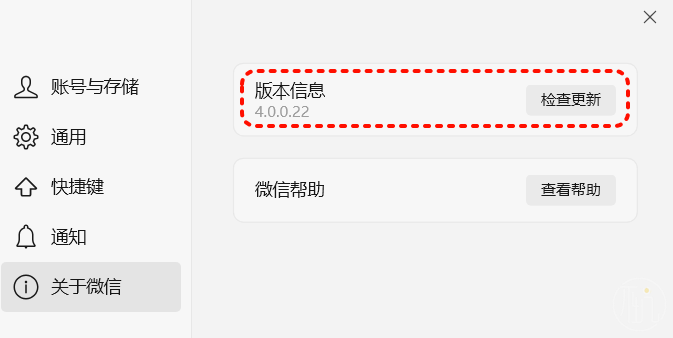 账号与存储
通用
快捷键
通知
关于微信
版本信息
4.0.0.22
检查更新
微信帮助
查看帮助